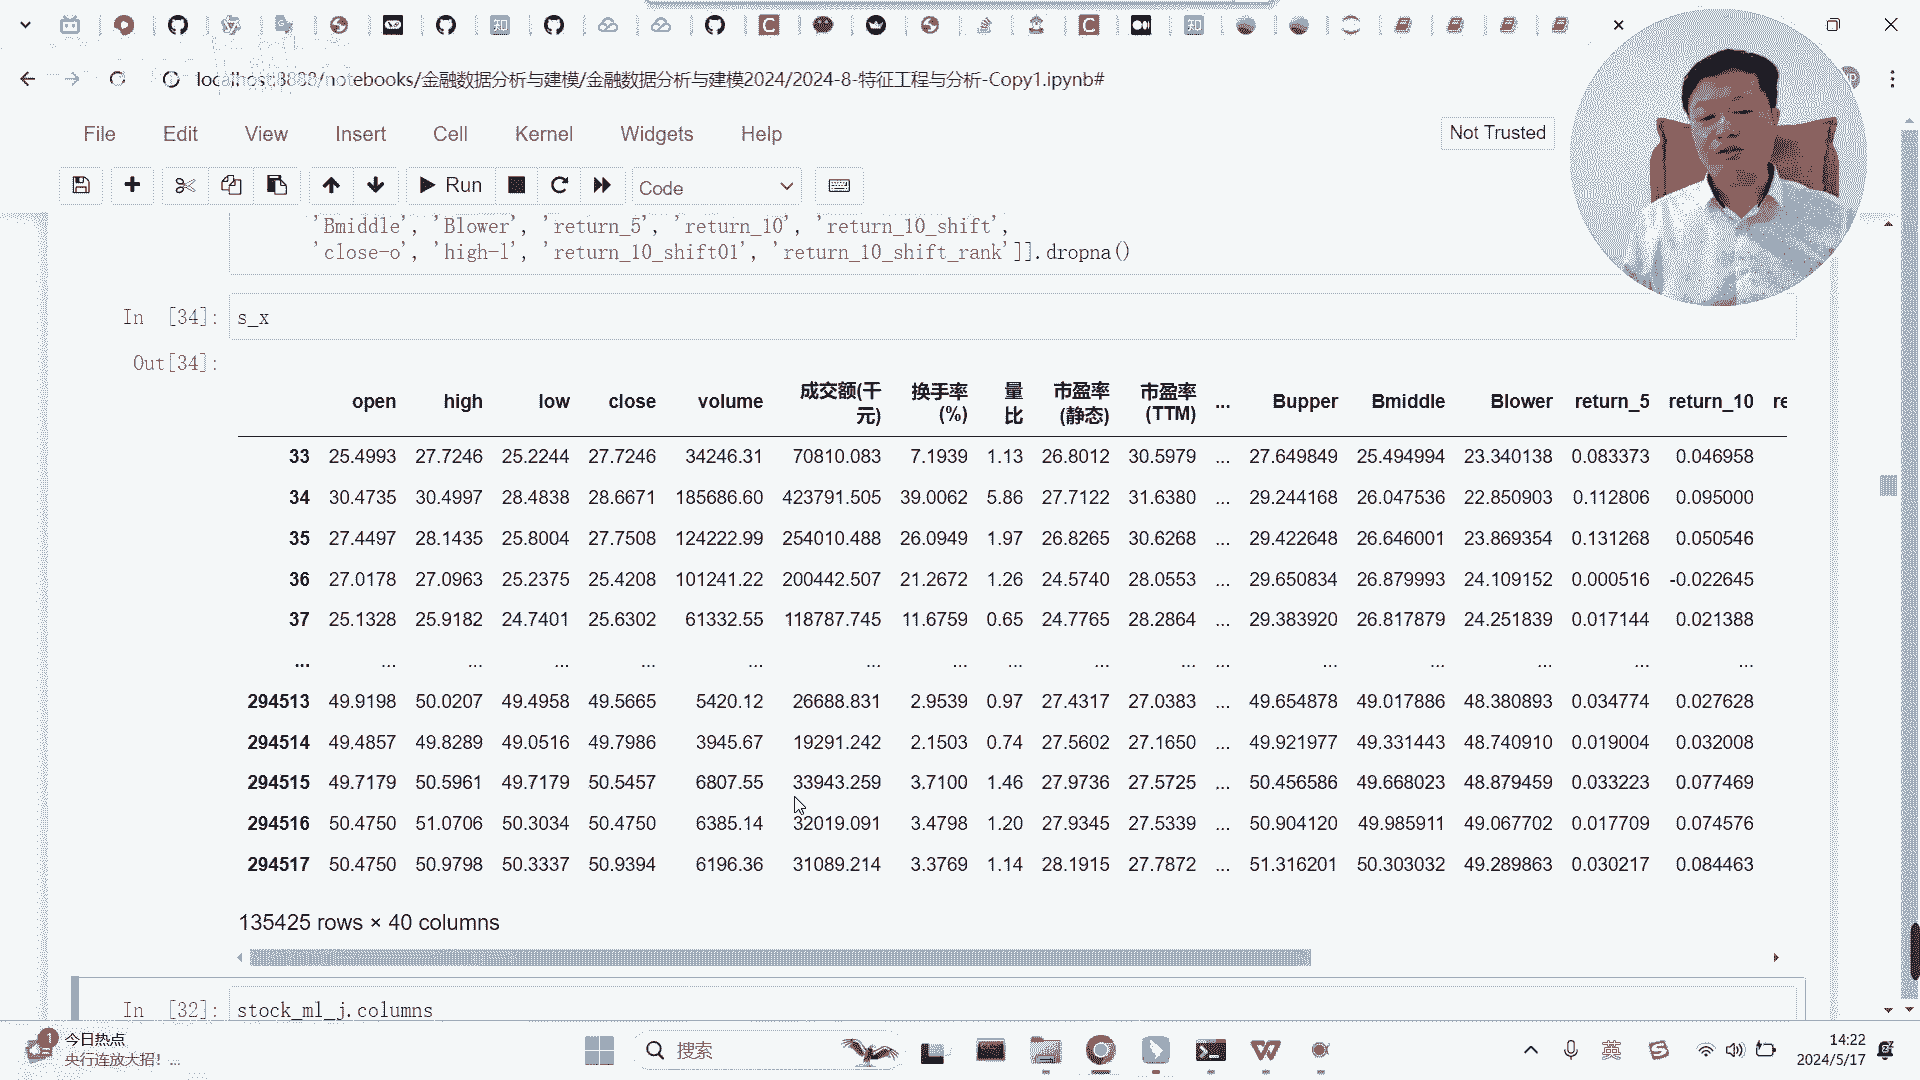 localhost:8888/notebooks/金融数据分析与建模/金融数据分析与建模2024/2024-8-特征工程与分析-Copy1.ipynb#
File Edit View Insert Cell Kernel Widgets Help
Not Trusted
Run Code
'Bmiddle', 'Blower', 'return_5', 'return_10', 'return_10_shift',
'close-o', 'high-l', 'return_10_shift01', 'return_10_shift_rank']].dropna()
In [34]: s_x
Out[34]:
open high low close volume 成交额(千元) 换手率(%) 量比 市盈率(静态) 市盈率(TTM) ... Bupper Bmiddle Blower return_5 return_10 re
33 25.4993 27.7246 25.2244 27.7246 34246.31 70810.083 7.1939 1.13 26.8012 30.5979 ... 27.649849 25.494994 23.340138 0.083373 0.046958
34 30.4735 30.4997 28.4838 28.6671 185686.60 423791.505 39.0062 5.86 27.7122 31.6380 ... 29.244168 26.047536 22.850903 0.112806 0.095000
35 27.4497 28.1435 25.8004 27.7508 124222.99 254010.488 26.0949 1.97 26.8265 30.6268 ... 29.422648 26.646001 23.869354 0.131268 0.050546
36 27.0178 27.0963 25.2375 25.4208 101241.22 200442.507 21.2672 1.26 24.5740 28.0553 ... 29.650834 26.879993 24.109152 0.000516 -0.022645
37 25.1328 25.9182 24.7401 25.6302 61332.55 118787.745 11.6759 0.65 24.7765 28.2864 ... 29.383920 26.817879 24.251839 0.017144 0.021388
... ... ... ... ... ... ... ... ... ... ... ... ... ... ... ... ...
294513 49.9198 50.0207 49.4958 49.5665 5420.12 26688.831 2.9539 0.97 27.4317 27.0383 ... 49.654878 49.017886 48.380893 0.034774 0.027628
294514 49.4857 49.8289 49.0516 49.7986 3945.67 19291.242 2.1503 0.74 27.5602 27.1650 ... 49.921977 49.331443 48.740910 0.019004 0.032008
294515 49.7179 50.5961 49.7179 50.5457 6807.55 33943.259 3.7100 1.46 27.9736 27.5725 ... 50.456586 49.668023 48.879459 0.033223 0.077469
294516 50.4750 51.0706 50.3034 50.4750 6385.14 32019.091 3.4798 1.20 27.9345 27.5339 ... 50.904120 49.985911 49.067702 0.017709 0.074576
294517 50.4750 50.9798 50.3337 50.9394 6196.36 31089.214 3.3769 1.14 28.1915 27.7872 ... 51.316201 50.303032 49.289863 0.030217 0.084463
135425 rows × 40 columns
In [32]: stock_ml_j.columns
1
今日热点
央行连放大招! ...
搜索
英
14:22
2024/5/17